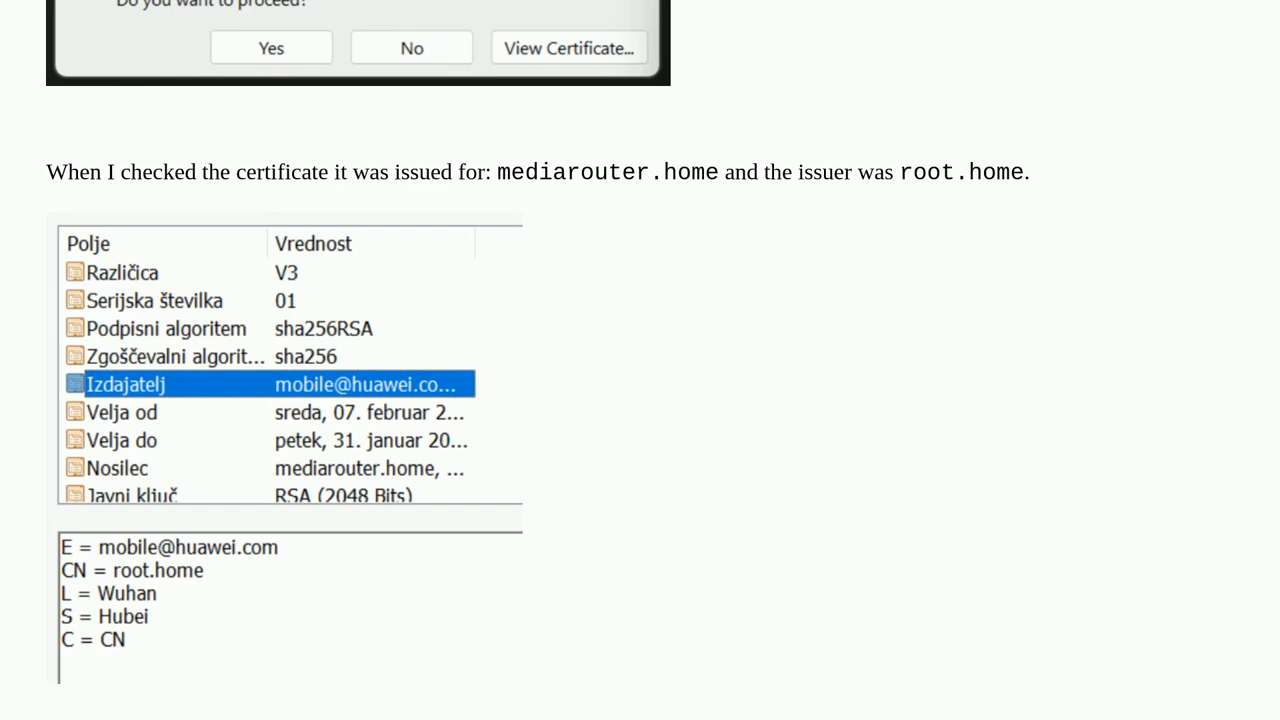 Do you want to proceed?
Yes No View Certificate...
When I checked the certificate it was issued for: mediarouter.home and the issuer was root.home.
Polje Vrednost
Različica V3
Serijska številka 01
Podpisni algoritem sha256RSA
Zgoščevalni algorit... sha256
Izdajatelj mobile@huawei.co...
Velja od sreda, 07. februar 2...
Velja do petek, 31. januar 20...
Nosilec mediarouter.home, ...
Javni ključ RSA (2048 Bits)
E = mobile@huawei.com
CN = root.home
L = Wuhan
S = Hubei
C = CN